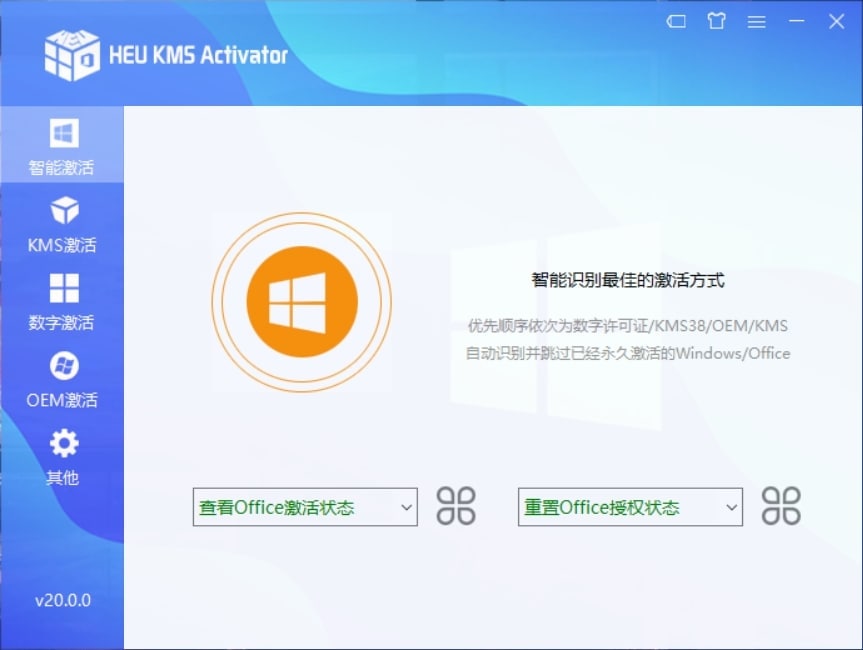 HEU KMS Activator
智能激活
KMS激活
数字激活
OEM激活
其他
v20.0.0
智能识别最佳的激活方式
优先顺序依次为数字许可证/KMS38/OEM/KMS
自动识别并跳过已经永久激活的Windows/Office
查看Office激活状态
重置Office授权状态